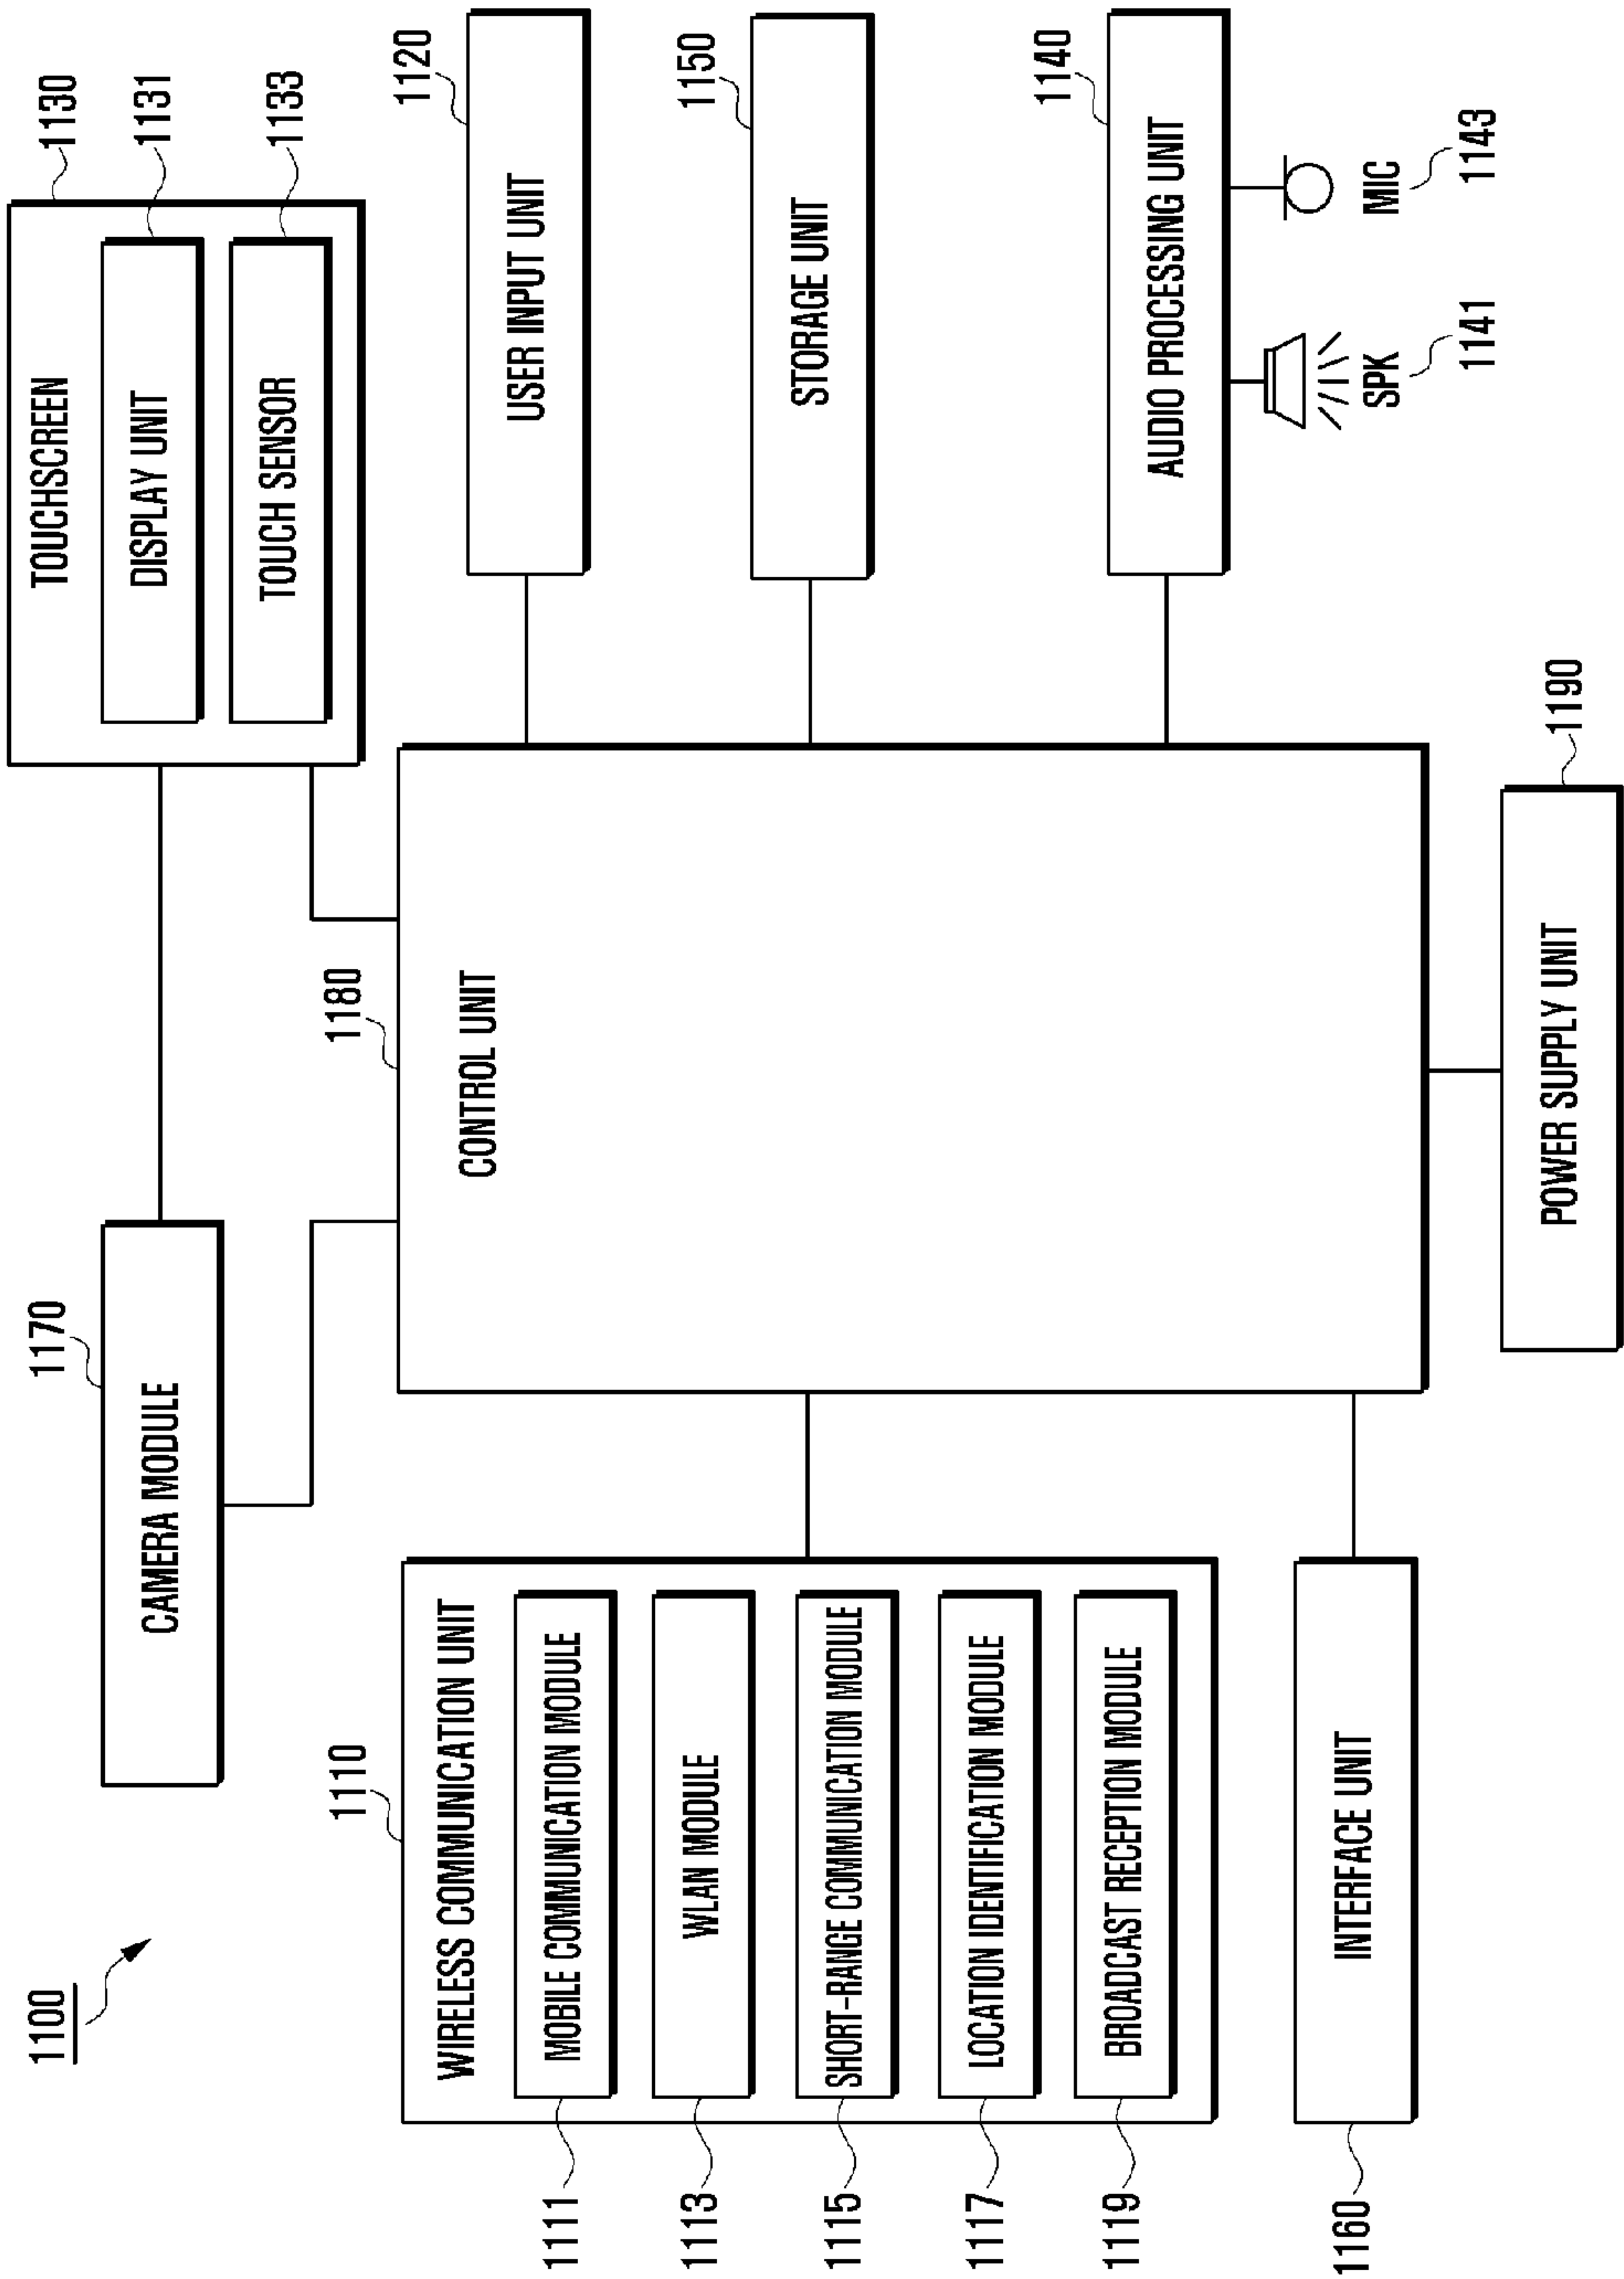 1100
1170
CAMERA MODULE
1130
TOUCHSCREEN
1131
DISPLAY UNIT
1133
TOUCH SENSOR
1110
WIRELESS COMMUNICATION UNIT
1111
MOBILE COMMUNICATION MODULE
1113
WLAN MODULE
1115
SHORT-RANGE COMMUNICATION MODULE
1117
LOCATION IDENTIFICATION MODULE
1119
BROADCAST RECEPTION MODULE
1160
INTERFACE UNIT
1180
CONTROL UNIT
1120
USER INPUT UNIT
1150
STORAGE UNIT
1140
AUDIO PROCESSING UNIT
SPK
1141
MIC
1143
1190
POWER SUPPLY UNIT